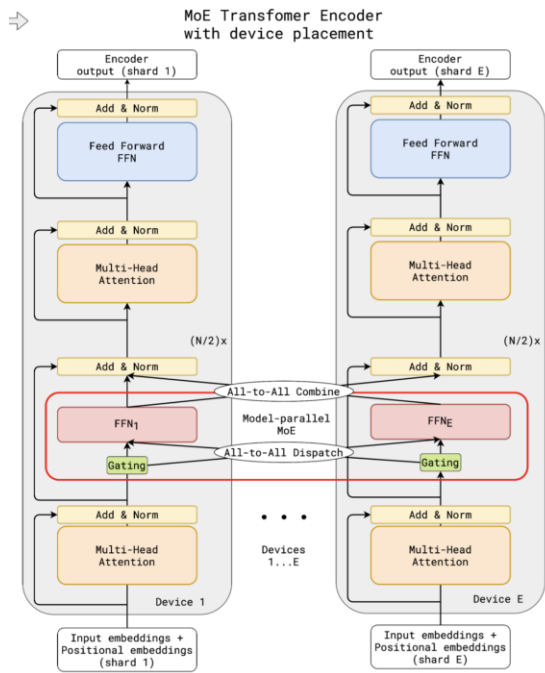 MoE Transfomer Encoder
with device placement
Encoder
output (shard 1)
Add & Norm
Feed Forward
FFN
Add & Norm
Multi-Head
Attention
(N/2)x
Add & Norm
FFN1
Gating
Add & Norm
Multi-Head
Attention
Device 1
Input embeddings +
Positional embeddings
(shard 1)
All-to-All Combine
Model-parallel
MoE
All-to-All Dispatch
Devices
1...E
Encoder
output (shard E)
Add & Norm
Feed Forward
FFN
Add & Norm
Multi-Head
Attention
(N/2)x
Add & Norm
FFNE
Gating
Add & Norm
Multi-Head
Attention
Device E
Input embeddings +
Positional embeddings
(shard E)